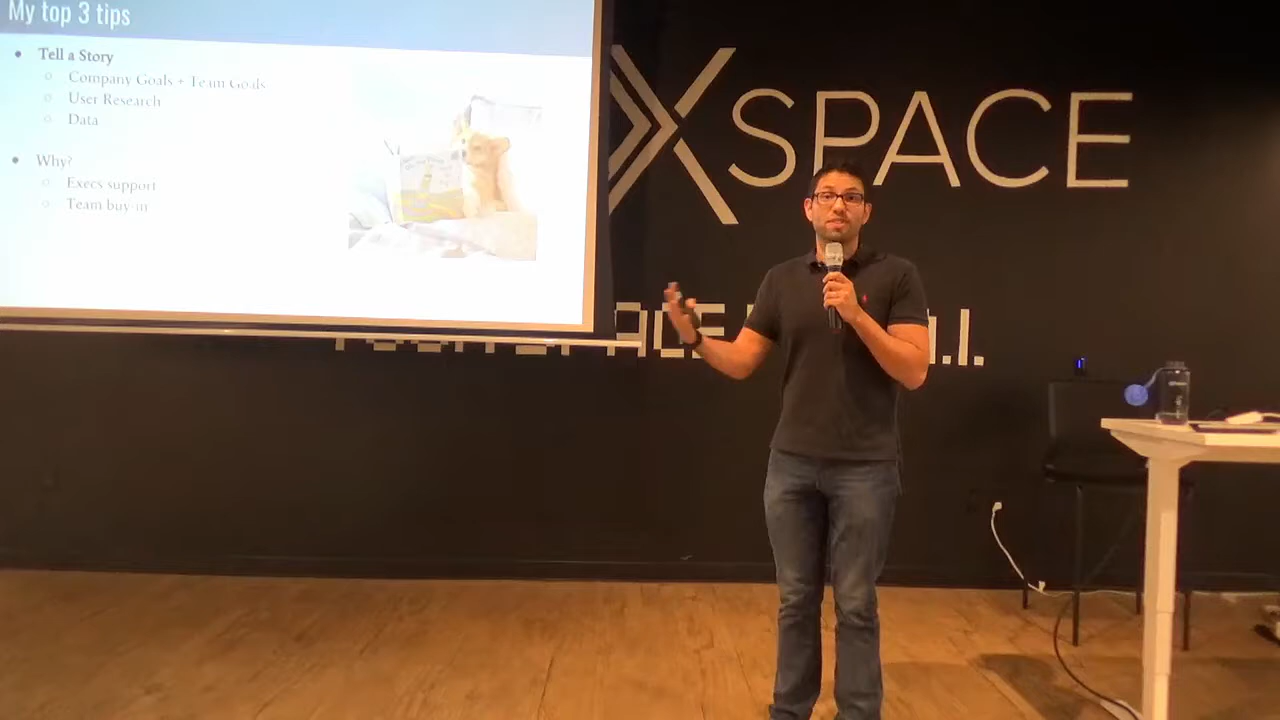 My top 3 tips
Tell a Story
Company Goals + Team Goals
User Research
Data
Why?
Execs support
Team buy-in
XSPACE